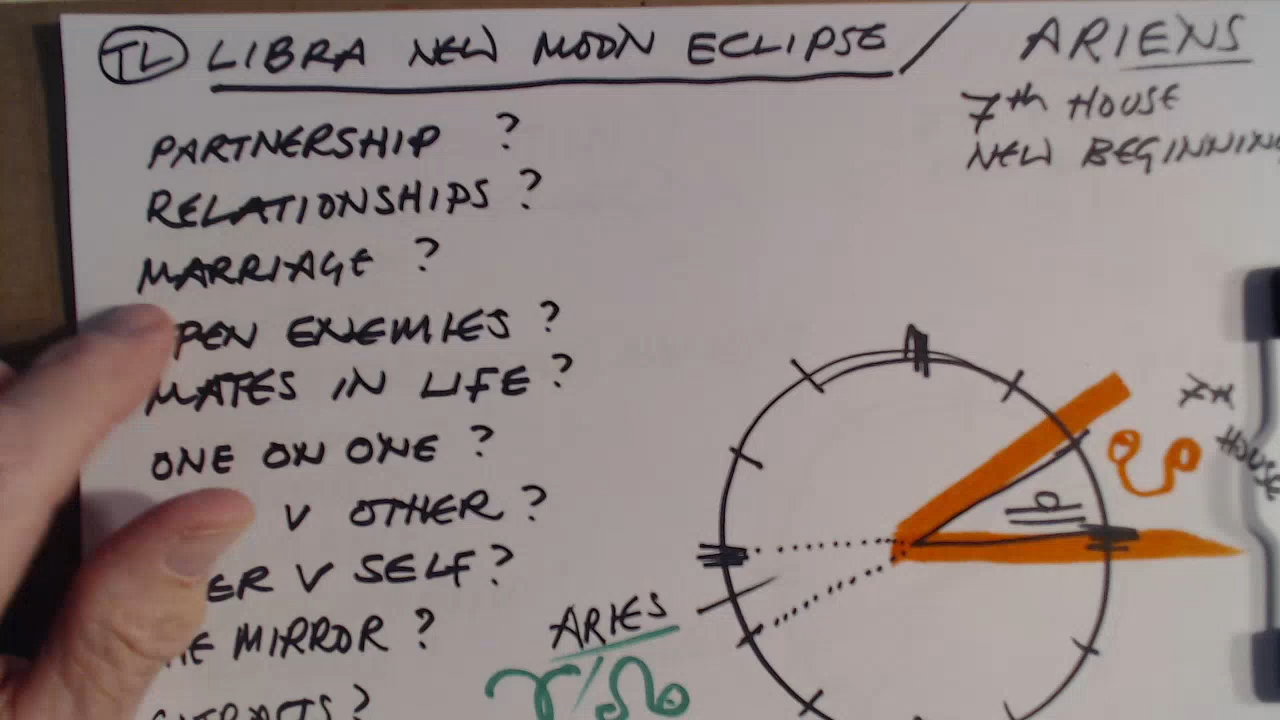 TL LIBRA NEW MOON ECLIPSE / ARIENS
7th HOUSE
NEW BEGINNIN
PARTNERSHIP ?
RELATIONSHIPS ?
MARRIAGE ?
PEN ENEMIES ?
MATES IN LIFE ?
ONE ON ONE ?
V OTHER ?
ER V SELF ?
MIRROR ?
7th
HOUSE
ARIES